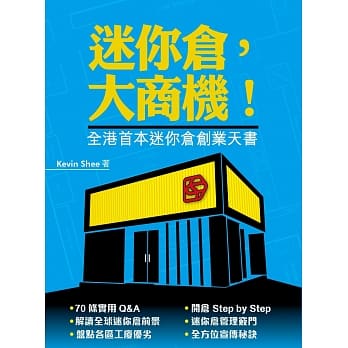 迷你倉，
大商機！
全港首本迷你倉創業天書
Kevin Shee 著
•70 條實用 Q&A
•解讀全球迷你倉前景
•盤點各區工廈優劣
•開倉 Step by Step
•迷你倉管理竅門
•全方位宣傳秘訣